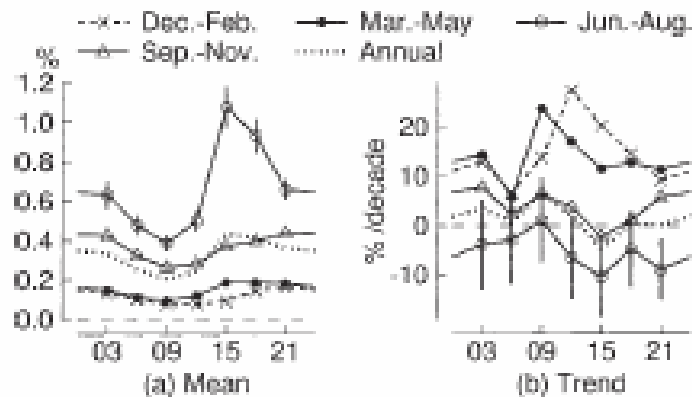 Dec.-Feb. Mar.-May Jun.-Aug.
Sep.-Nov. Annual
%
1.2
1.0
0.8
0.6
0.4
0.2
0.0
03 09 15 21
(a) Mean
% /decade
20
10
0
-10
03 09 15 21
(b) Trend